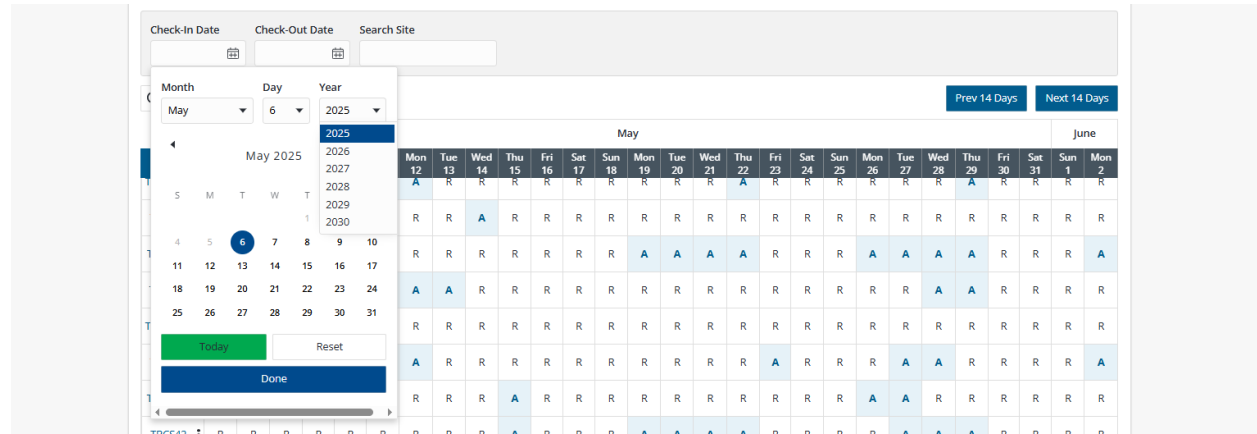 Check-In Date Check-Out Date Search Site
Month Day Year
May 6 2025
Prev 14 Days Next 14 Days
2025
2026
2027
2028
2029
2030
May June
May 2025
Mon Tue Wed Thu Fri Sat Sun Mon Tue Wed Thu Fri Sat Sun Mon Tue Wed Thu Fri Sat Sun Mon
12 13 14 15 16 17 18 19 20 21 22 23 24 25 26 27 28 29 30 31 1 2
A R R R R R R R R R A R R R R R R A R R R R
S M T W T
1
R R A R R R R R R R R R R R R R R R R R R R
4 5 6 7 8 9 10
R R R R R R R A A A A R R R A A A A R R R A
11 12 13 14 15 16 17
18 19 20 21 22 23 24
A A R R R R R R R R R R R R R R A A R R R R
25 26 27 28 29 30 31
R R R R R R R R R R R R R R R R R R R R R R
Today Reset
A R R R R R R R R R R A R R R A A R R R R A
Done
R R R A R R R R R R R R R R A A R R R R R R